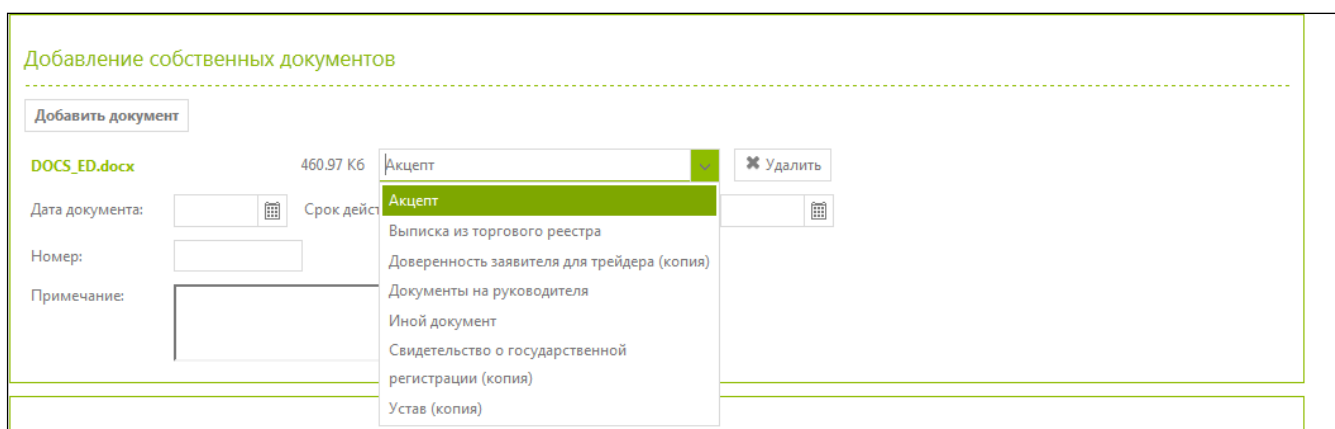 Добавление собственных документов
Добавить документ
DOCS_ED.docx 460.97 Кб Акцепт Удалить
Дата документа: Срок дейст
Номер:
Примечание:
Акцепт
Выписка из торгового реестра
Доверенность заявителя для трейдера (копия)
Документы на руководителя
Иной документ
Свидетельство о государственной
регистрации (копия)
Устав (копия)